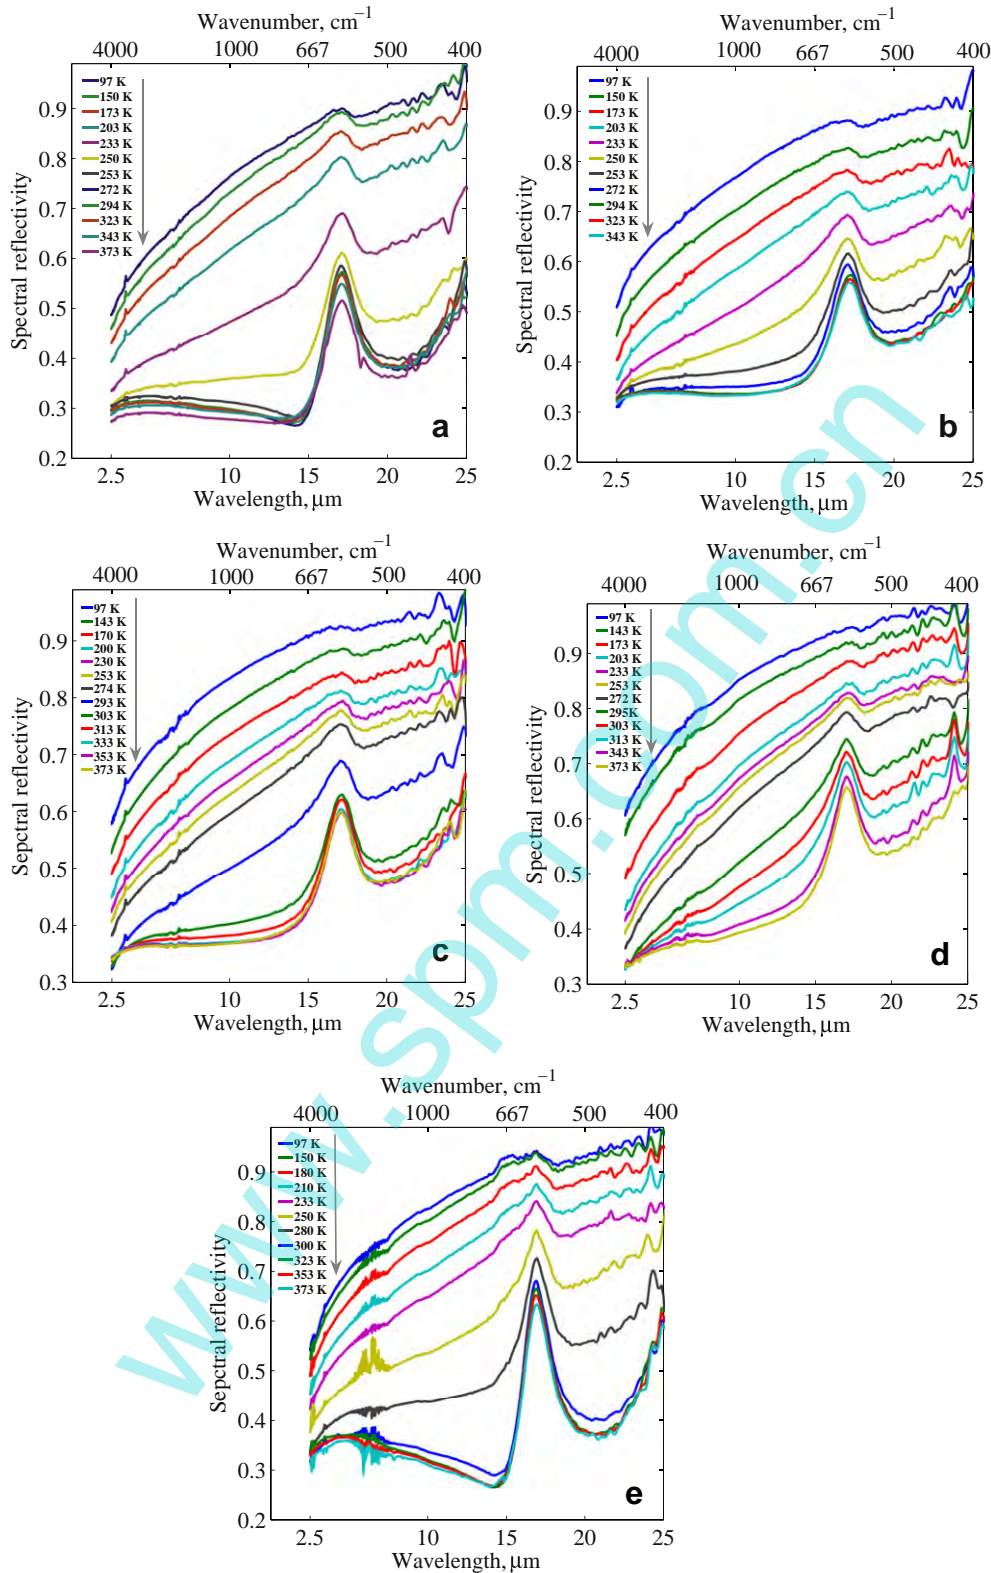 Wavenumber, cm−1
4000 1000 667 500 400
97 K
150 K
173 K
203 K
233 K
250 K
253 K
272 K
294 K
323 K
343 K
373 K
0.9
0.8
0.7
0.6
0.5
0.4
0.3
0.2
Spectral reflectivity
a
2.5 10 15 20 25
Wavelength, μm
Wavenumber, cm−1
4000 1000 667 500 400
97 K
150 K
173 K
203 K
233 K
250 K
253 K
272 K
294 K
323 K
343 K
0.9
0.8
0.7
0.6
0.5
0.4
0.3
0.2
Spectral reflectivity
b
2.5 10 15 20 25
Wavelength, μm
Wavenumber, cm−1
4000 1000 667 500 400
97 K
143 K
170 K
200 K
230 K
253 K
274 K
293 K
303 K
313 K
333 K
353 K
373 K
0.9
0.8
0.7
0.6
0.5
0.4
0.3
Sepctral reflectivity
c
2.5 10 15 20 25
Wavelength, μm
Wavenumber, cm−1
4000 1000 667 500 400
97 K
143 K
173 K
203 K
233 K
253 K
272 K
295K
303 K
313 K
343 K
373 K
0.9
0.8
0.7
0.6
0.5
0.4
0.3
Spectral reflectivity
d
2.5 10 15 20 25
Wavelength, μm
Wavenumber, cm−1
4000 1000 667 500 400
97 K
150 K
180 K
210 K
233 K
250 K
280 K
300 K
323 K
353 K
373 K
0.9
0.8
0.7
0.6
0.5
0.4
0.3
0.2
Sepctral reflectivity
e
2.5 10 15 20 25
Wavelength, μm
www.spm.com.cn